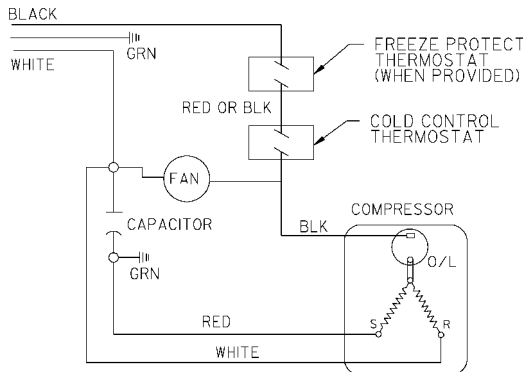 BLACK
GRN
WHITE
FREEZE PROTECT
THERMOSTAT
(WHEN PROVIDED)
RED OR BLK
COLD CONTROL
THERMOSTAT
FAN
CAPACITOR
COMPRESSOR
BLK
O/L
GRN
RED
S
R
WHITE